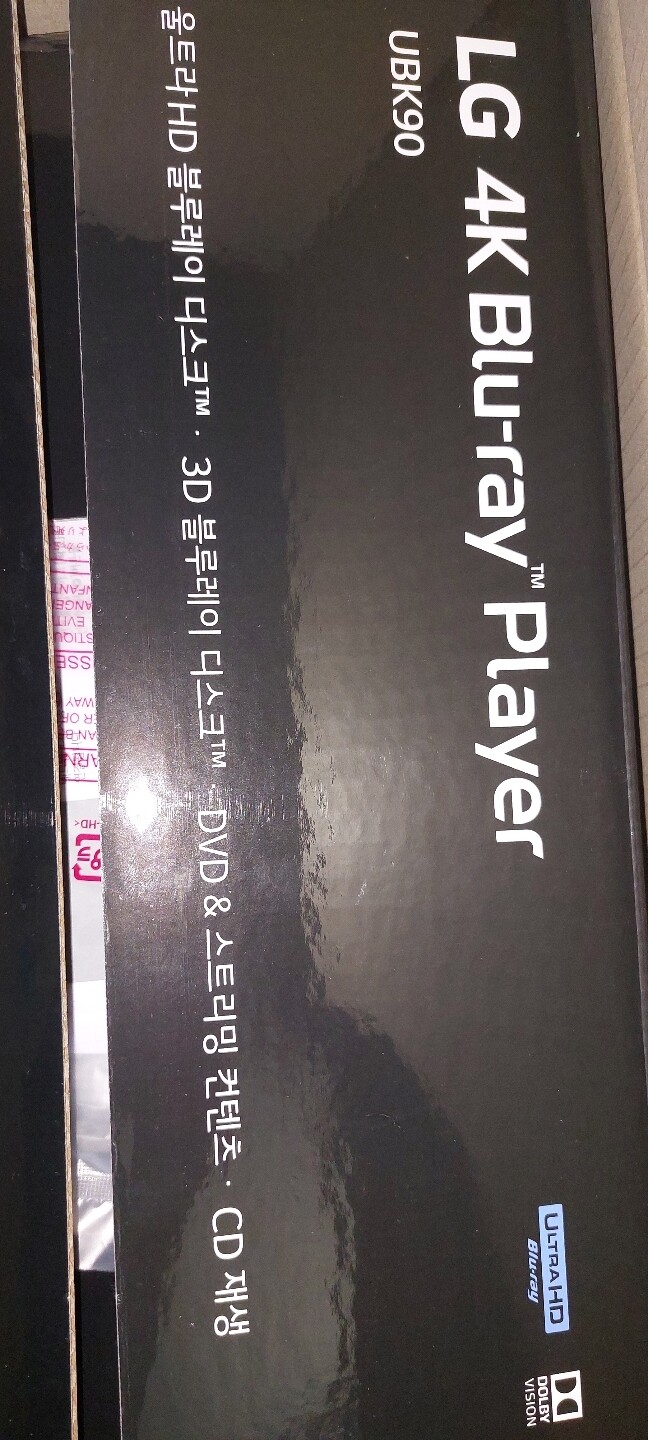 LG 4K Blu-ray™ Player
UBK90
울트라 HD 블루레이 디스크™ · 3D 블루레이 디스크™ · DVD & 스트리밍 컨텐츠 · CD 재생
ULTRA HD
Blu-ray
DOLBY
VISION